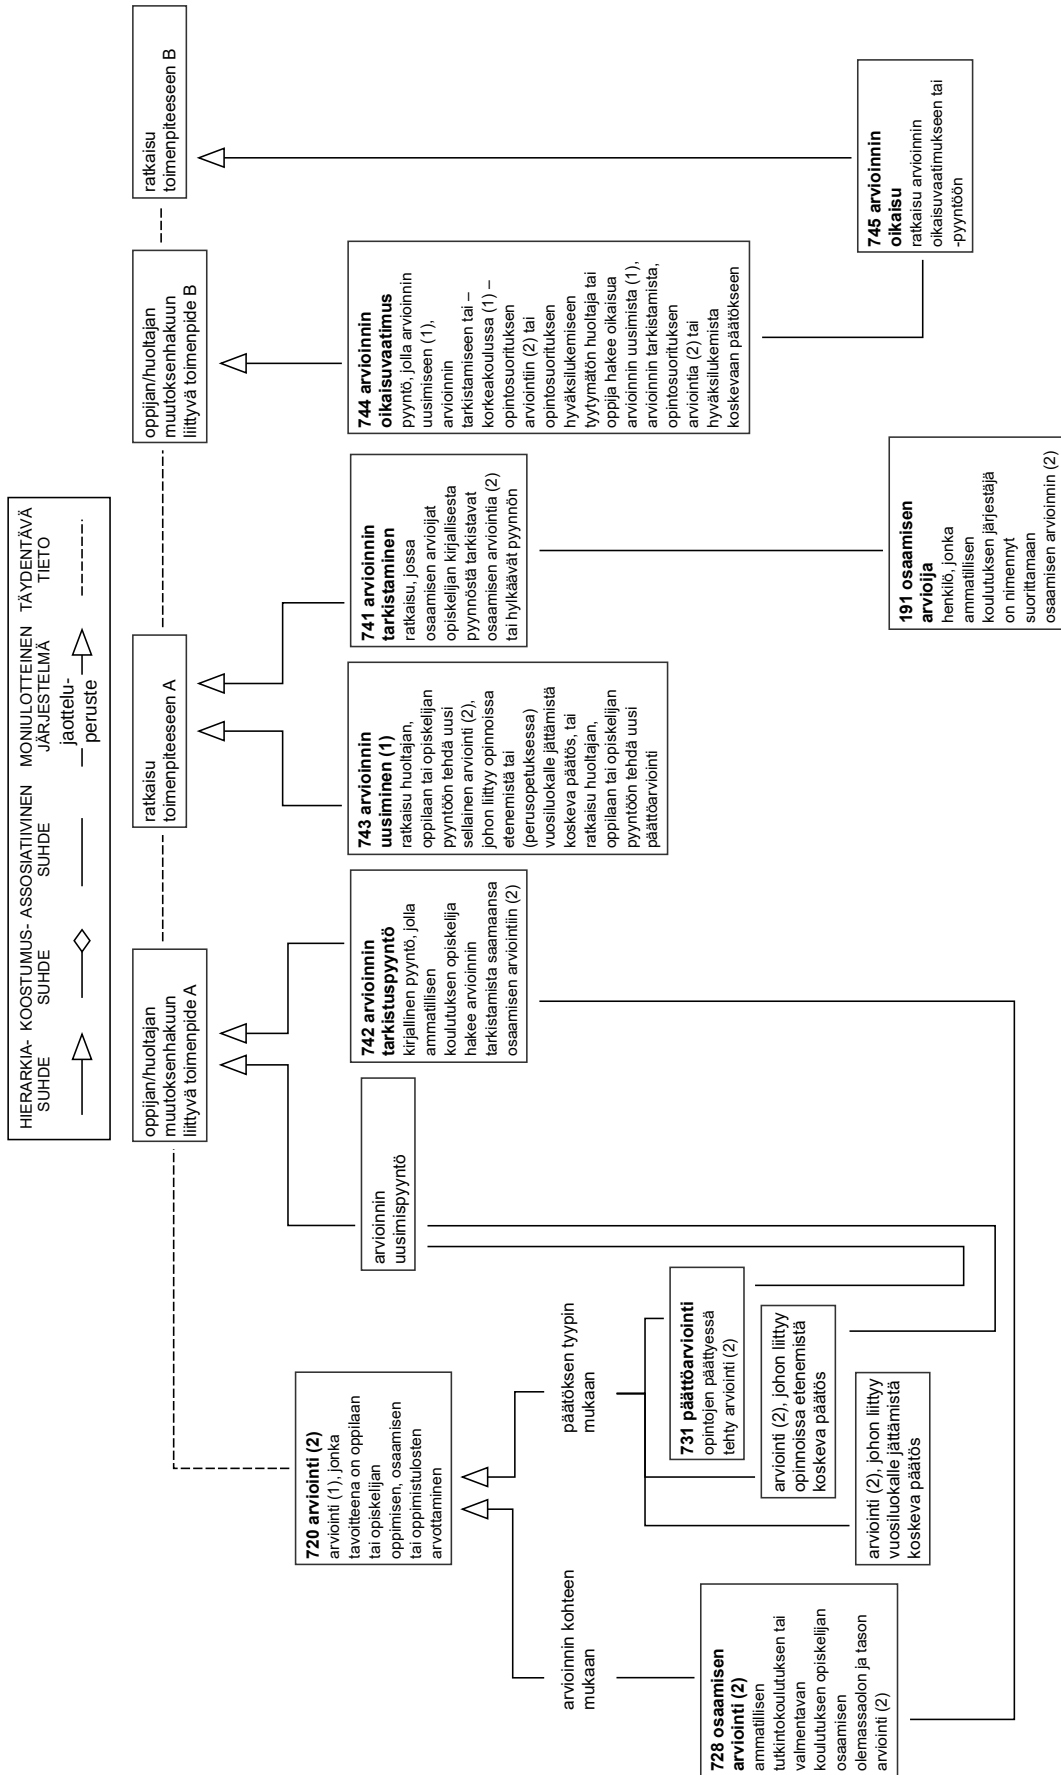 HIERARKIA- KOOSTUMUS- ASSOSIATIIVINEN MONIULOTTEINEN TÄYDENTÄVÄ
SUHDE SUHDE SUHDE JÄRJESTELMÄ TIETO
jaottelu-
peruste
oppijan/huoltajan
muutoksenhakuun
liittyvä toimenpide A
ratkaisu
toimenpiteeseen A
oppijan/huoltajan
muutoksenhakuun
liittyvä toimenpide B
ratkaisu
toimenpiteeseen B
720 arviointi (2)
arviointi (1), jonka
tavoitteena on oppilaan
tai opiskelijan
oppimisen, osaamisen
tai oppimistulosten
arvottaminen
arvioinnin
uusimispyyntö
742 arvioinnin
tarkistuspyyntö
kirjallinen pyyntö, jolla
ammatillisen
koulutuksen opiskelija
hakee arvioinnin
tarkistamista saamaansa
osaamisen arviointiin (2)
743 arvioinnin
uusiminen (1)
ratkaisu huoltajan,
oppilaan tai opiskelijan
pyyntöön tehdä uusi
sellainen arviointi (2),
johon liittyy opinnoissa
etenemistä tai
(perusopetuksessa)
vuosiluokalle jättämistä
koskeva päätös, tai
ratkaisu huoltajan,
oppilaan tai opiskelijan
pyyntöön tehdä uusi
päättöarviointi
741 arvioinnin
tarkistaminen
ratkaisu, jossa
osaamisen arvioijat
opiskelijan kirjallisesta
pyynnöstä tarkistavat
osaamisen arviointia (2)
tai hylkäävät pyynnön
744 arvioinnin
oikaisuvaatimus
pyyntö, jolla arvioinnin
uusimiseen (1),
arvioinnin
tarkistamiseen tai –
korkeakoulussa (1) –
opintosuorituksen
arviointiin (2) tai
opintosuorituksen
hyväksilukemiseen
tyytymätön huoltaja tai
oppija hakee oikaisua
arvioinnin uusimista (1),
arvioinnin tarkistamista,
opintosuorituksen
arviointia (2) tai
hyväksilukemista
koskevaan päätökseen
arvioinnin kohteen
mukaan
päätöksen tyypin
mukaan
728 osaamisen
arviointi (2)
ammatillisen
tutkintokoulutuksen tai
valmentavan
koulutuksen opiskelijan
osaamisen
olemassaolon ja tason
arviointi (2)
731 päättöarviointi
opintojen päättyessä
tehty arviointi (2)
arviointi (2), johon liittyy
opinnoissa etenemistä
koskeva päätös
arviointi (2), johon liittyy
vuosiluokalle jättämistä
koskeva päätös
191 osaamisen
arvioija
henkilö, jonka
ammatillisen
koulutuksen järjestäjä
on nimennyt
suorittamaan
osaamisen arvioinnin (2)
745 arvioinnin
oikaisu
ratkaisu arvioinnin
oikaisuvaatimukseen tai
-pyyntöön